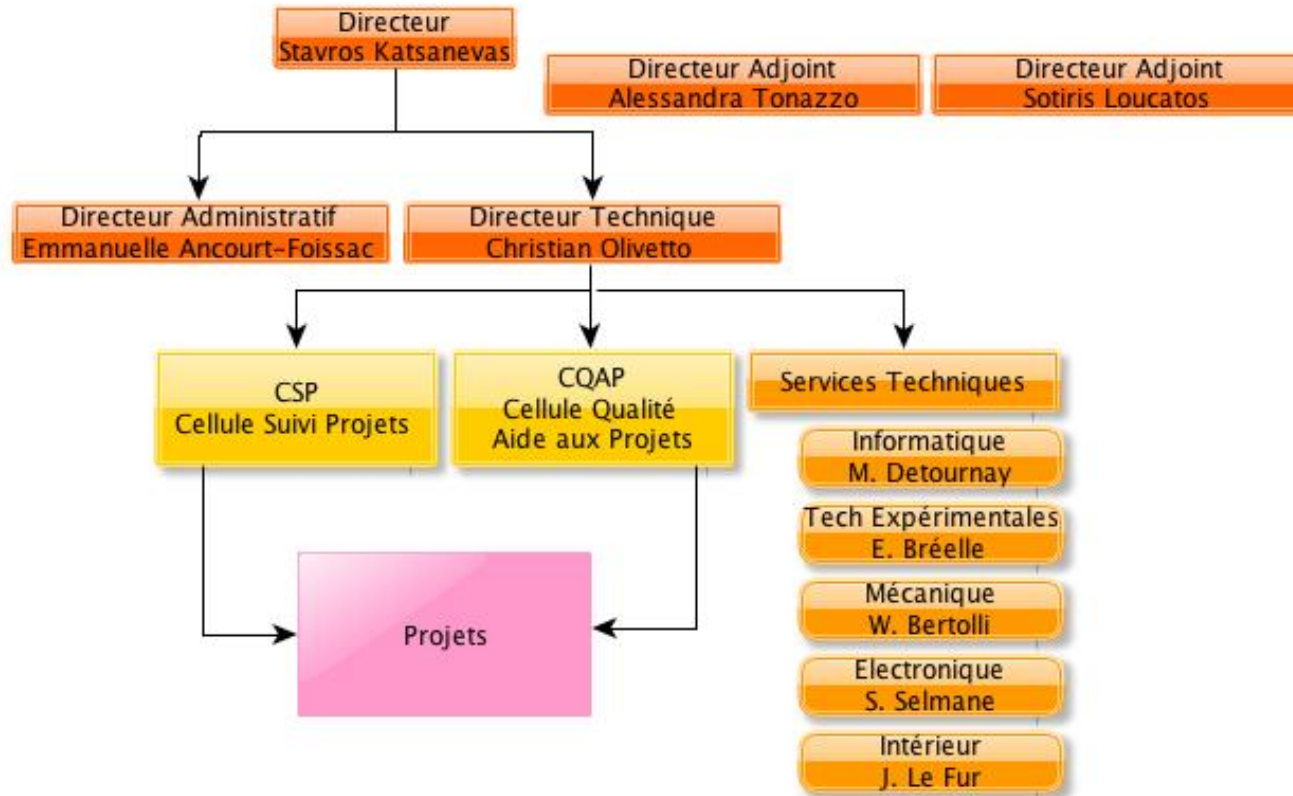 Directeur
Stavros Katsanevas
Directeur Adjoint
Alessandra Tonazzo
Directeur Adjoint
Sotiris Loucatos
Directeur Administratif
Emmanuelle Ancourt-Foissac
Directeur Technique
Christian Olivetto
CSP
Cellule Suivi Projets
CQAP
Cellule Qualité
Aide aux Projets
Services Techniques
Informatique
M. Detournay
Tech Expérimentales
E. Bréelle
Mécanique
W. Bertolli
Electronique
S. Selmane
Intérieur
J. Le Fur
Projets